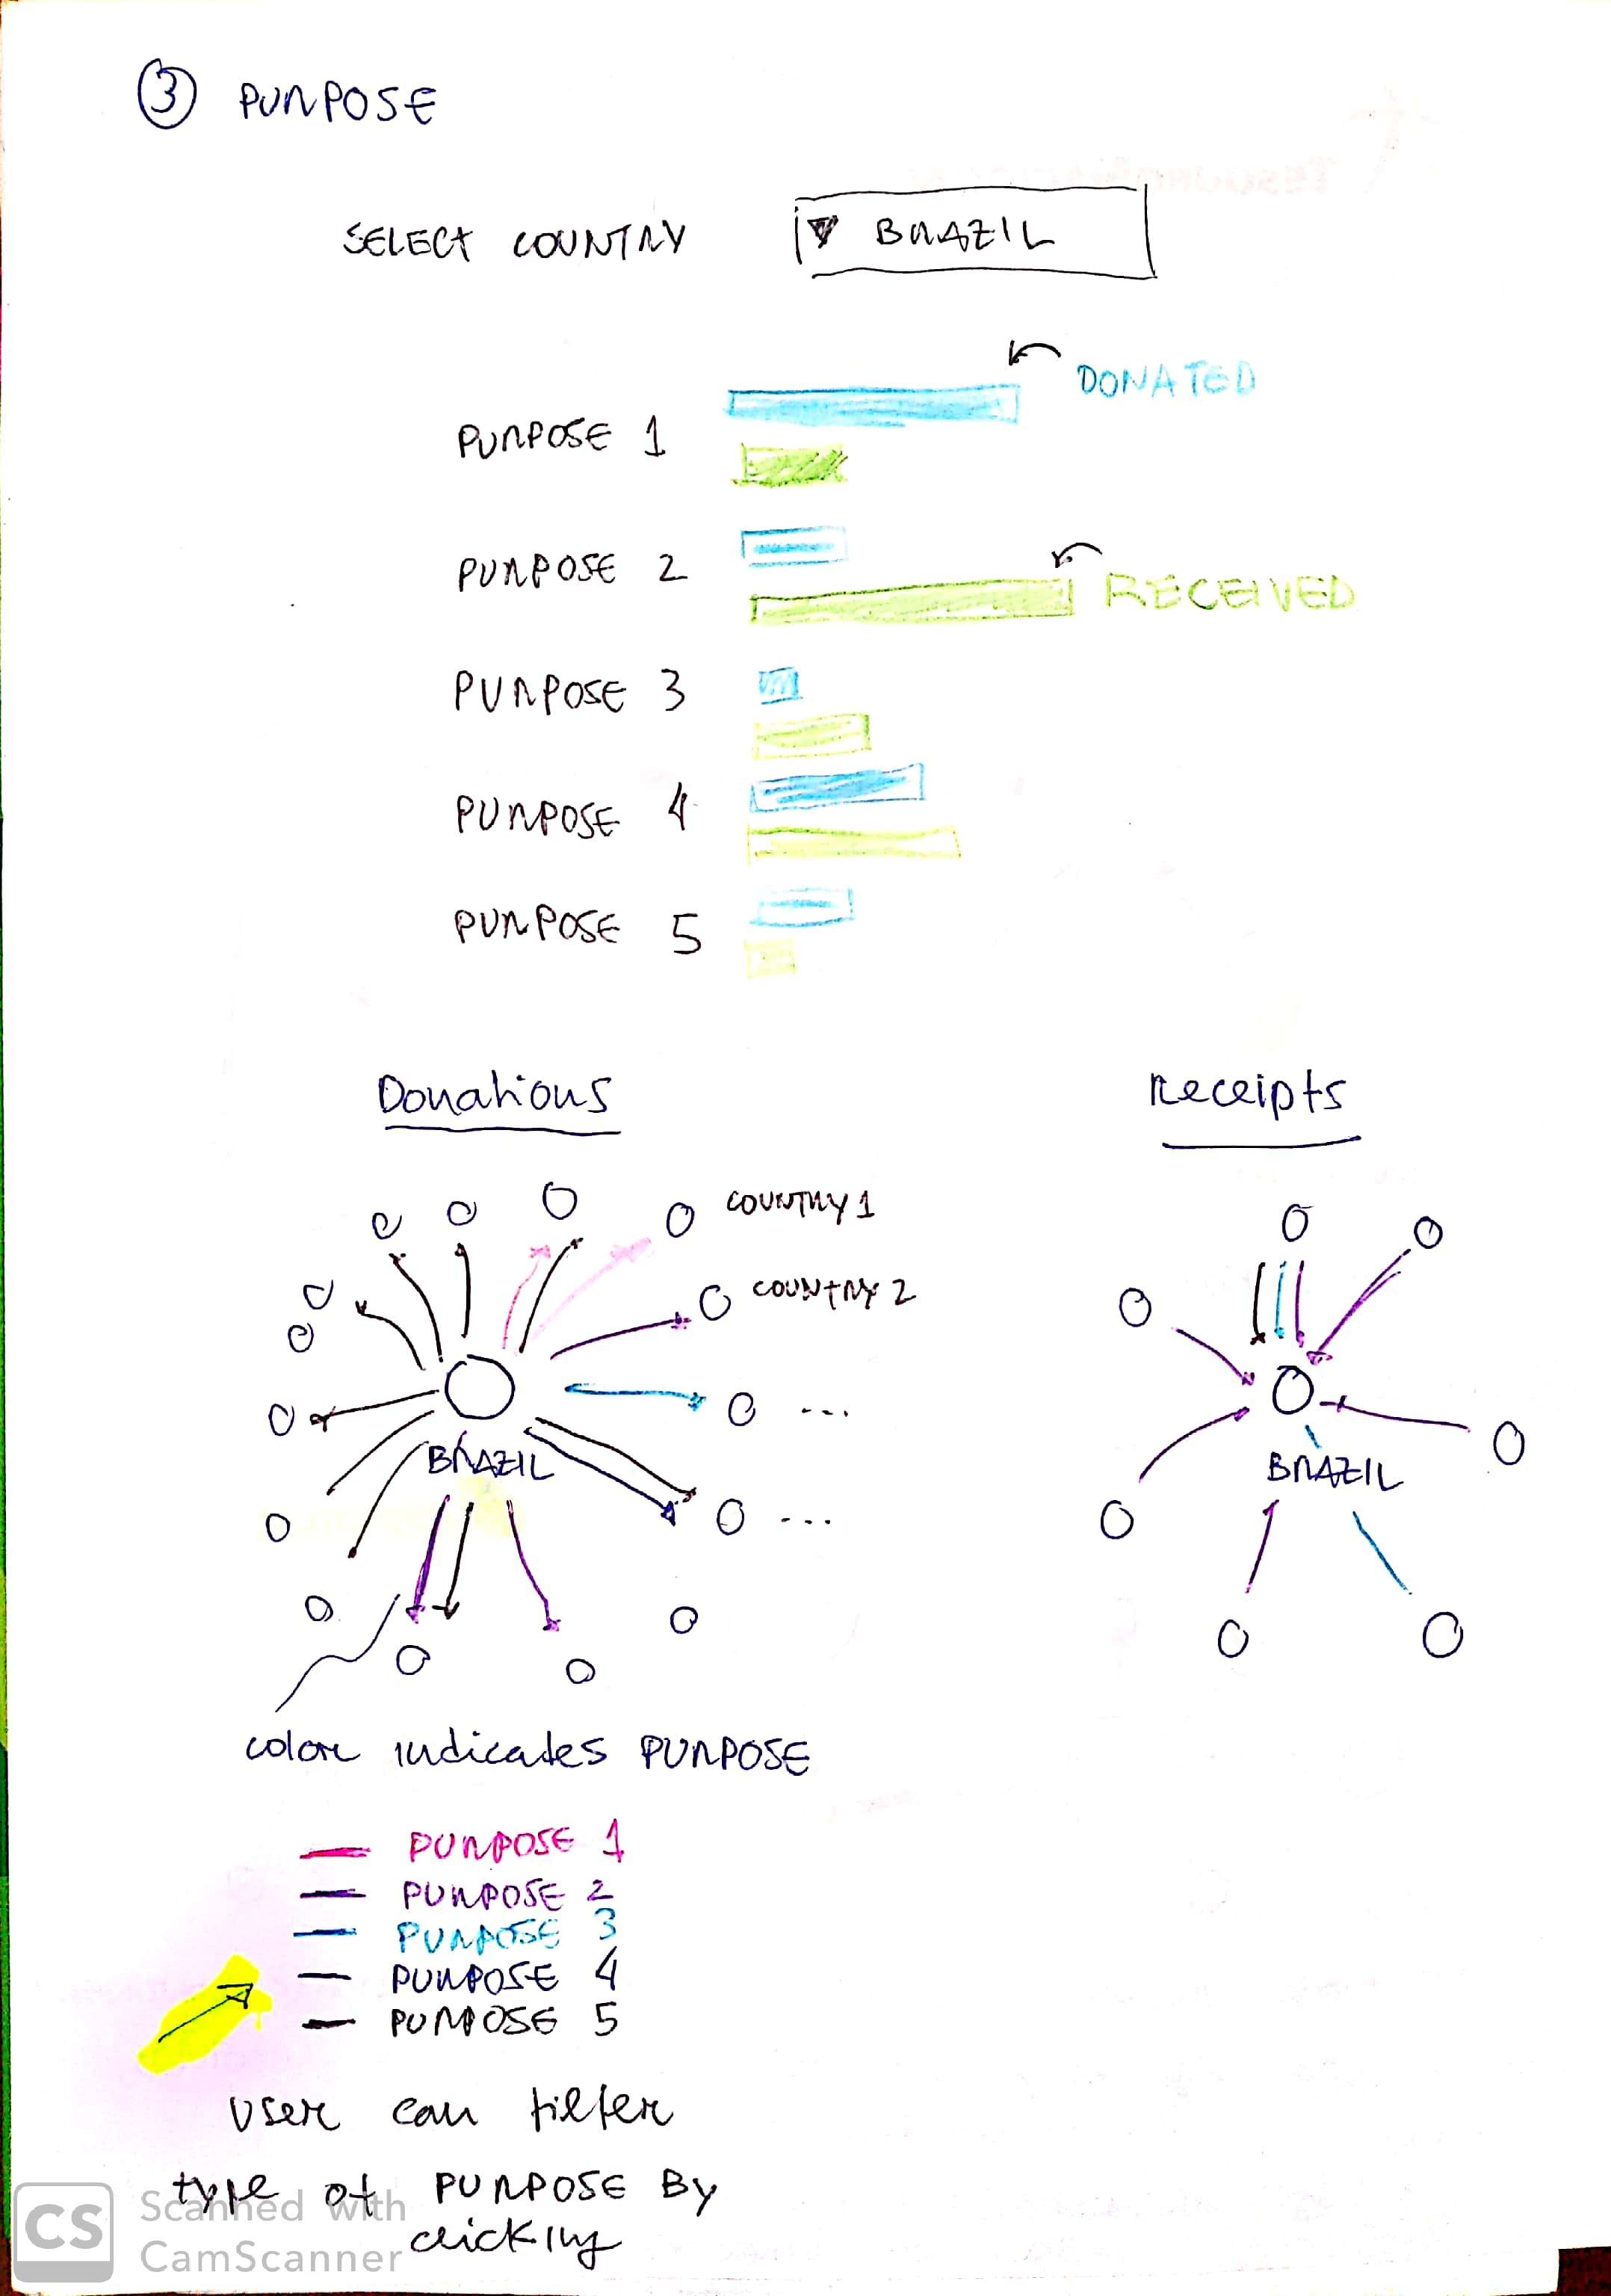 3 PURPOSE
SELECT COUNTRY BRAZIL
DONATED
PURPOSE 1
PURPOSE 2
RECEIVED
PURPOSE 3
PURPOSE 4
PURPOSE 5
Donations
Receipts
COUNTRY 1
COUNTRY 2
...
BRAZIL
BRAZIL
...
color indicates PURPOSE
PURPOSE 1
PURPOSE 2
PURPOSE 3
PURPOSE 4
PURPOSE 5
User can filter
type of PURPOSE By
clicking
CS Scanned with
CamScanner